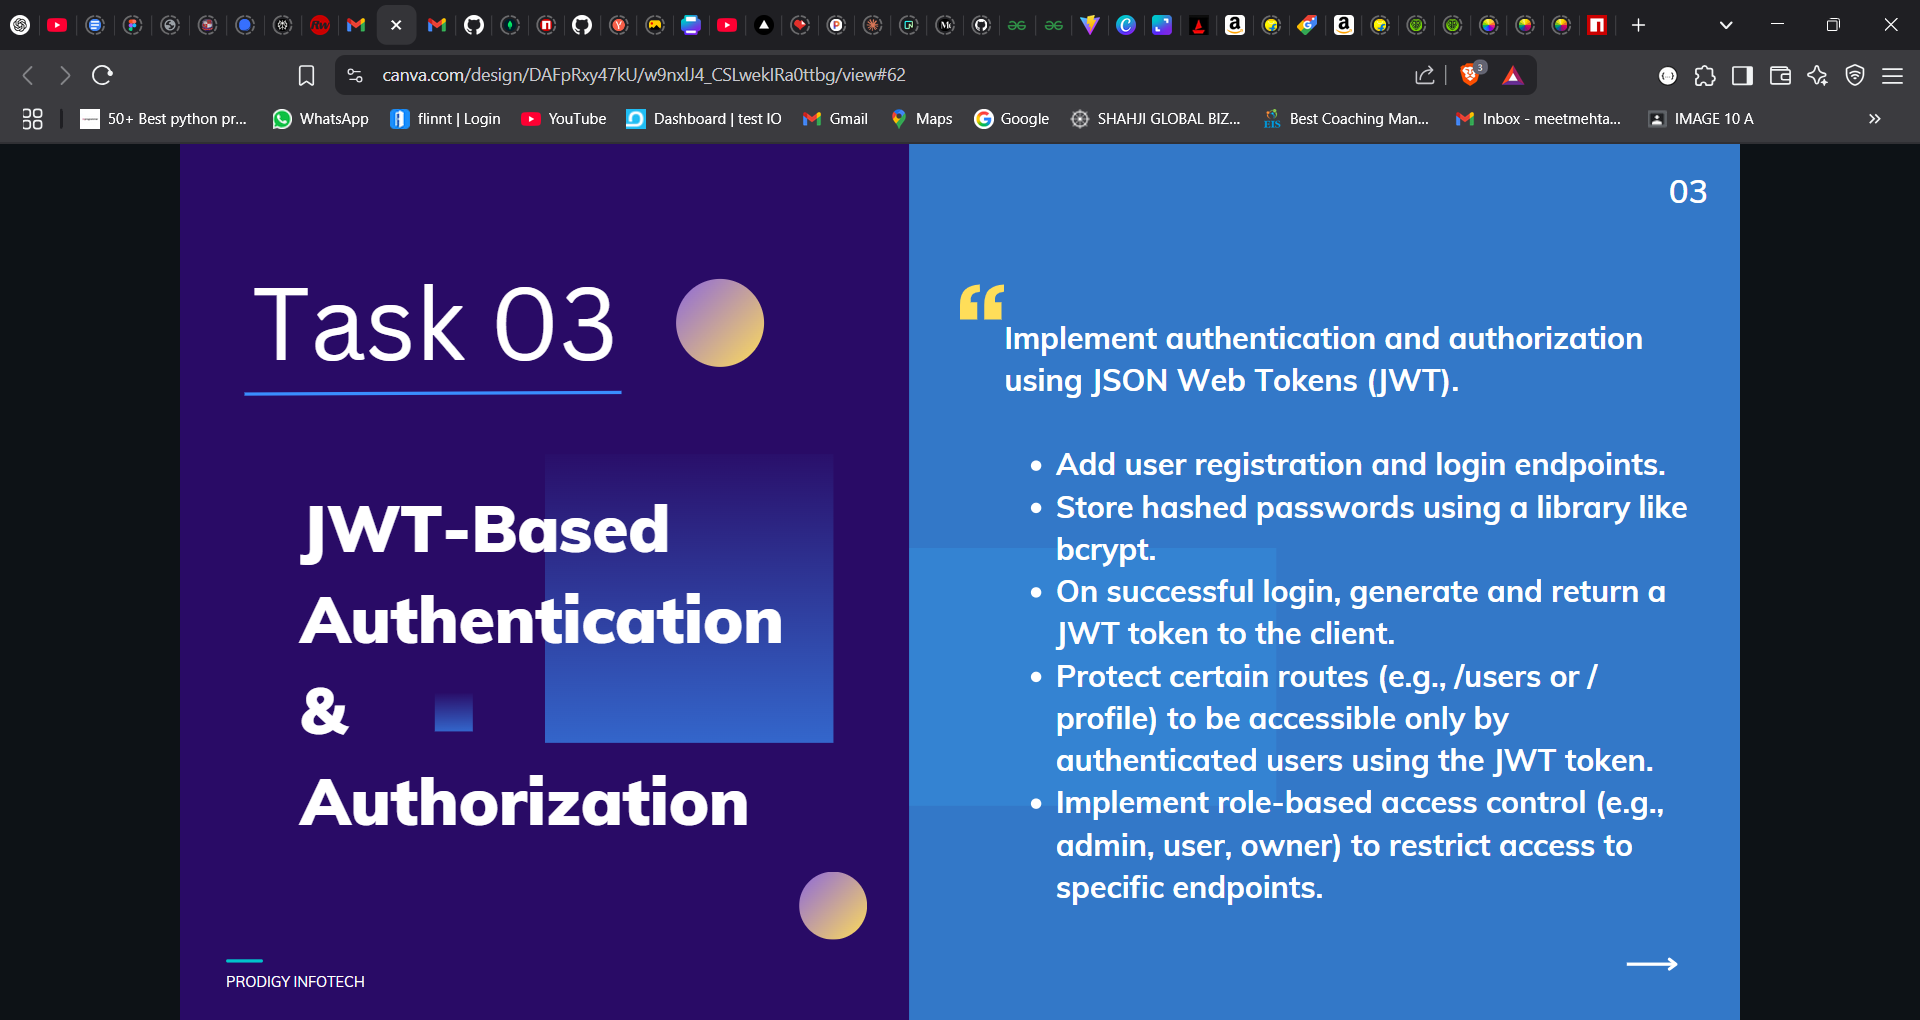 canva.com/design/DAFpRxy47kU/w9nxlJ4_CSLwekIRa0ttbg/view#62
3
50+ Best python pr...
WhatsApp
flinnt | Login
YouTube
Dashboard | test IO
Gmail
Maps
Google
SHAHJI GLOBAL BIZ...
Best Coaching Man...
Inbox - meetmehta...
IMAGE 10 A
Task 03
JWT-Based
Authentication
&
Authorization
PRODIGY INFOTECH
03
“
Implement authentication and authorization
using JSON Web Tokens (JWT).
• Add user registration and login endpoints.
• Store hashed passwords using a library like
bcrypt.
• On successful login, generate and return a
JWT token to the client.
• Protect certain routes (e.g., /users or /
profile) to be accessible only by
authenticated users using the JWT token.
• Implement role-based access control (e.g.,
admin, user, owner) to restrict access to
specific endpoints.